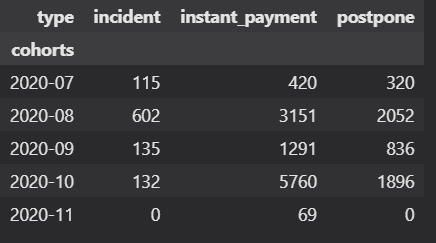 type incident instant_payment postpone
cohorts
2020-07 115 420 320
2020-08 602 3151 2052
2020-09 135 1291 836
2020-10 132 5760 1896
2020-11 0 69 0